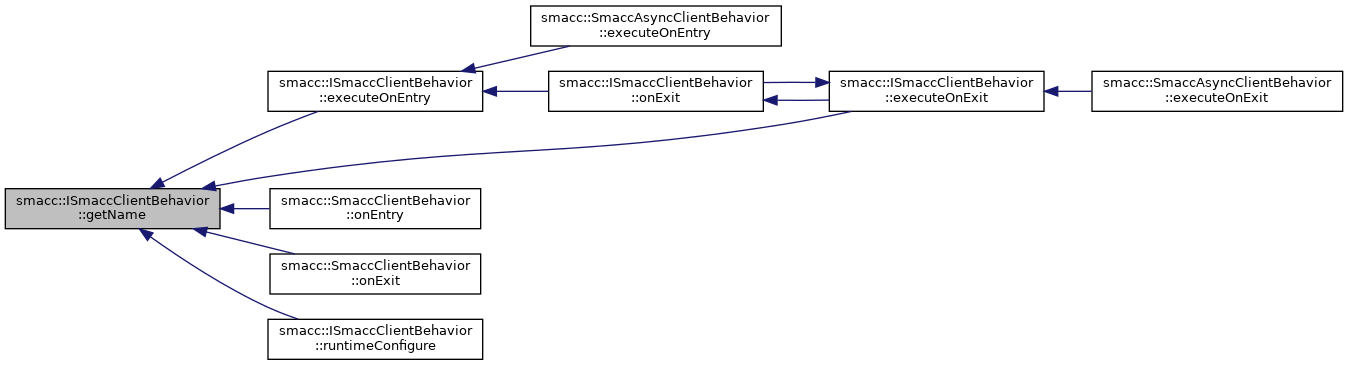 smacc::SmaccAsyncClientBehavior
::executeOnEntry
smacc::ISmaccClientBehavior
::executeOnEntry
smacc::ISmaccClientBehavior
::onExit
smacc::ISmaccClientBehavior
::executeOnExit
smacc::SmaccAsyncClientBehavior
::executeOnExit
smacc::ISmaccClientBehavior
::getName
smacc::SmaccClientBehavior
::onEntry
smacc::SmaccClientBehavior
::onExit
smacc::ISmaccClientBehavior
::runtimeConfigure